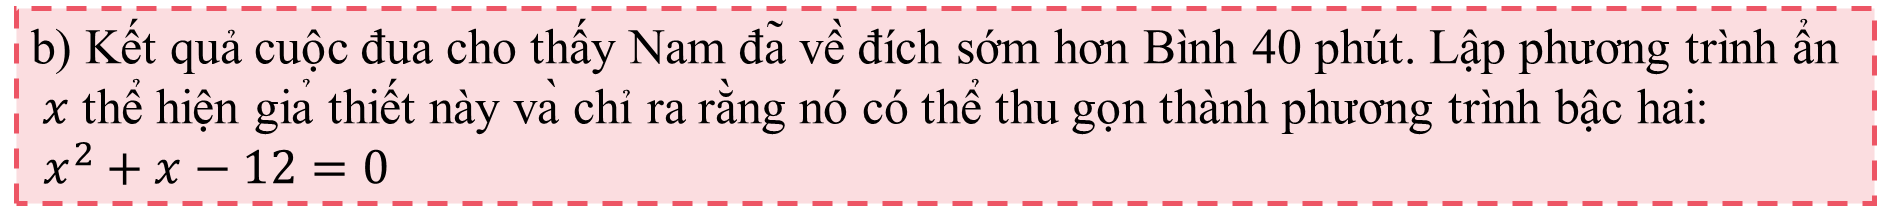 b) Kết quả cuộc đua cho thấy Nam đã về đích sớm hơn Bình 40 phút. Lập phương trình ẩn
x thể hiện giả thiết này và chỉ ra rằng nó có thể thu gọn thành phương trình bậc hai:
x² + x − 12 = 0